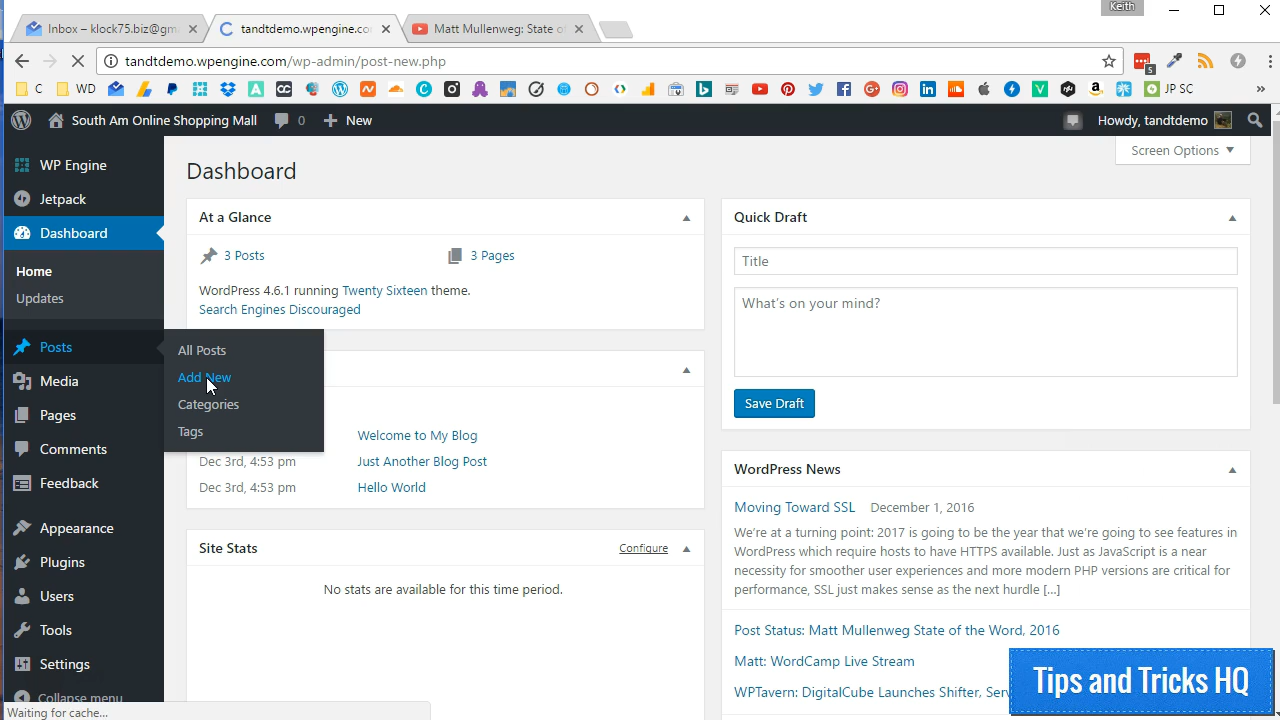 Keith
Inbox – klock75.biz@gm
tandtdemo.wpengine.co
Matt Mullenweg: State of
tandtdemo.wpengine.com/wp-admin/post-new.php
C
WD
JP SC
South Am Online Shopping Mall
0
New
Howdy, tandtdemo
WP Engine
Jetpack
Dashboard
Home
Updates
Posts
Media
Pages
Comments
Feedback
Appearance
Plugins
Users
Tools
Settings
Collapse menu
All Posts
Add New
Categories
Tags
Dashboard
Screen Options
At a Glance
3 Posts
3 Pages
WordPress 4.6.1 running Twenty Sixteen theme.
Search Engines Discouraged
Welcome to My Blog
Dec 3rd, 4:53 pm Just Another Blog Post
Dec 3rd, 4:53 pm Hello World
Site Stats
Configure
No stats are available for this time period.
Quick Draft
Title
What's on your mind?
Save Draft
WordPress News
Moving Toward SSL December 1, 2016
We're at a turning point: 2017 is going to be the year that we're going to see features in
WordPress which require hosts to have HTTPS available. Just as JavaScript is a near
necessity for smoother user experiences and more modern PHP versions are critical for
performance, SSL just makes sense as the next hurdle [...]
Post Status: Matt Mullenweg State of the Word, 2016
Matt: WordCamp Live Stream
WPTavern: DigitalCube Launches Shifter,
Tips and Tricks HQ
Waiting for cache...